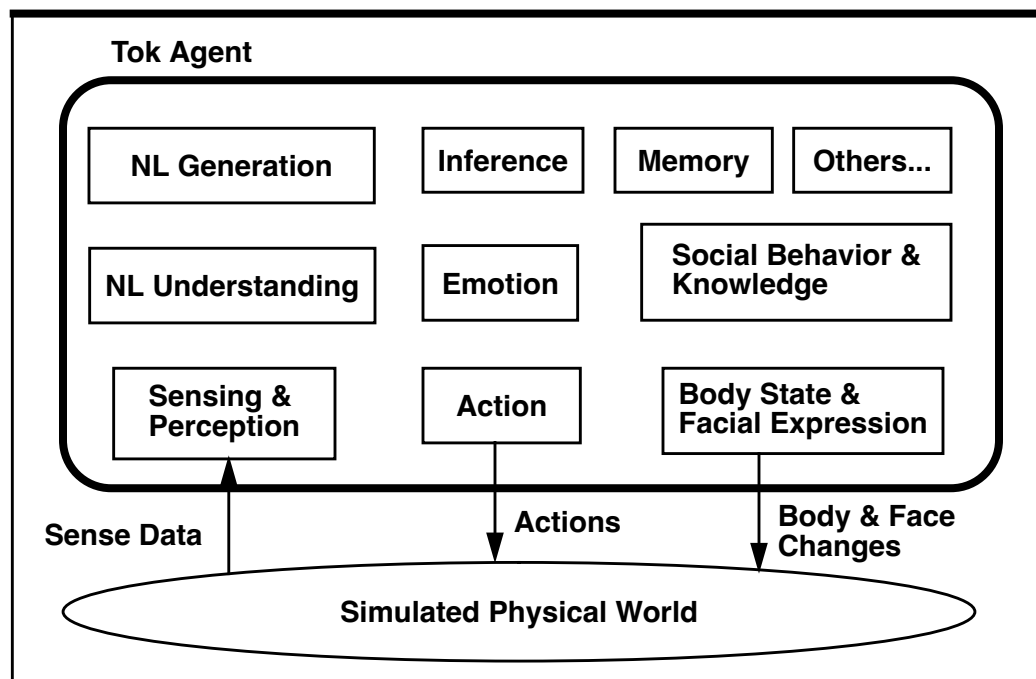 Tok Agent
NL Generation
Inference
Memory
Others...
NL Understanding
Emotion
Social Behavior &
Knowledge
Sensing &
Perception
Action
Body State &
Facial Expression
Sense Data
Actions
Body & Face
Changes
Simulated Physical World